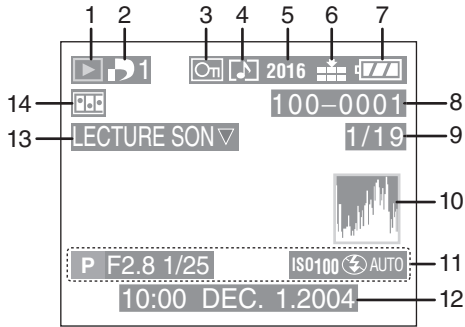 1 2 3 4 5 6 7
1 2016
14 100-0001 8
13 LECTURE SON ▽ 1/19 9
10
P F2.8 1/25 ISO100 AUTO 11
10:00 DEC. 1.2004 12